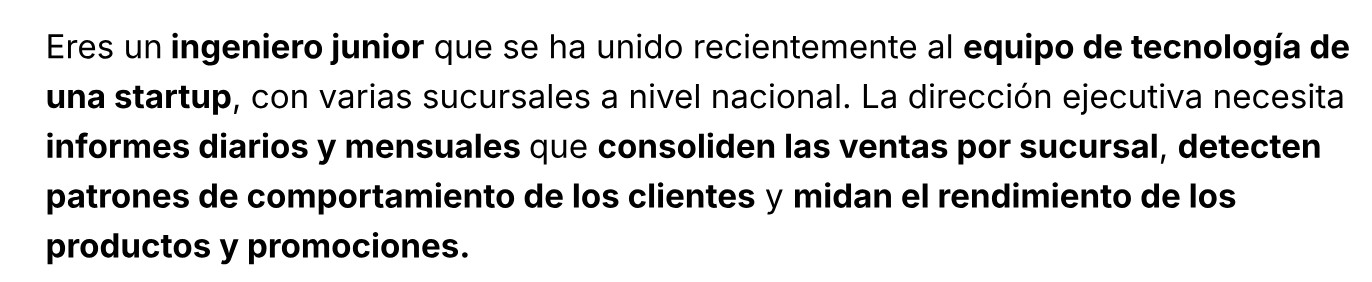 Eres un ingeniero junior que se ha unido recientemente al equipo de tecnología de
una startup, con varias sucursales a nivel nacional. La dirección ejecutiva necesita
informes diarios y mensuales que consoliden las ventas por sucursal, detecten
patrones de comportamiento de los clientes y midan el rendimiento de los
productos y promociones.